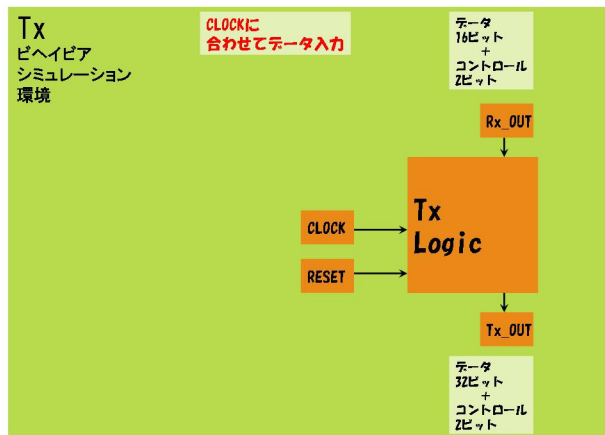 Tx
ビヘイビア
シミュレーション
環境
CLOCKに
合わせてデータ入力
データ
16ビット
+
コントロール
2ビット
Rx_OUT
Tx
Logic
CLOCK
RESET
Tx_OUT
データ
32ビット
+
コントロール
2ビット